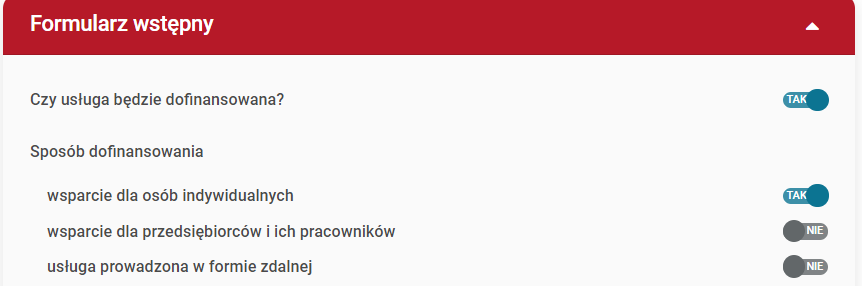 Formularz wstępny
Czy usługa będzie dofinansowana? TAK
Sposób dofinansowania
wsparcie dla osób indywidualnych TAK
wsparcie dla przedsiębiorców i ich pracowników NIE
usługa prowadzona w formie zdalnej NIE